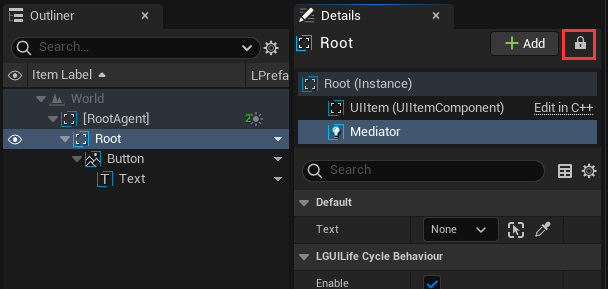 Outliner
Search...
Item Label
LPrefa
World
[RootAgent]
2
Root
Button
Text
Details
Root
Add
Root (Instance)
UIItem (UIItemComponent)
Edit in C++
Mediator
Search
Default
Text
None
LGUILife Cycle Behaviour
Enable